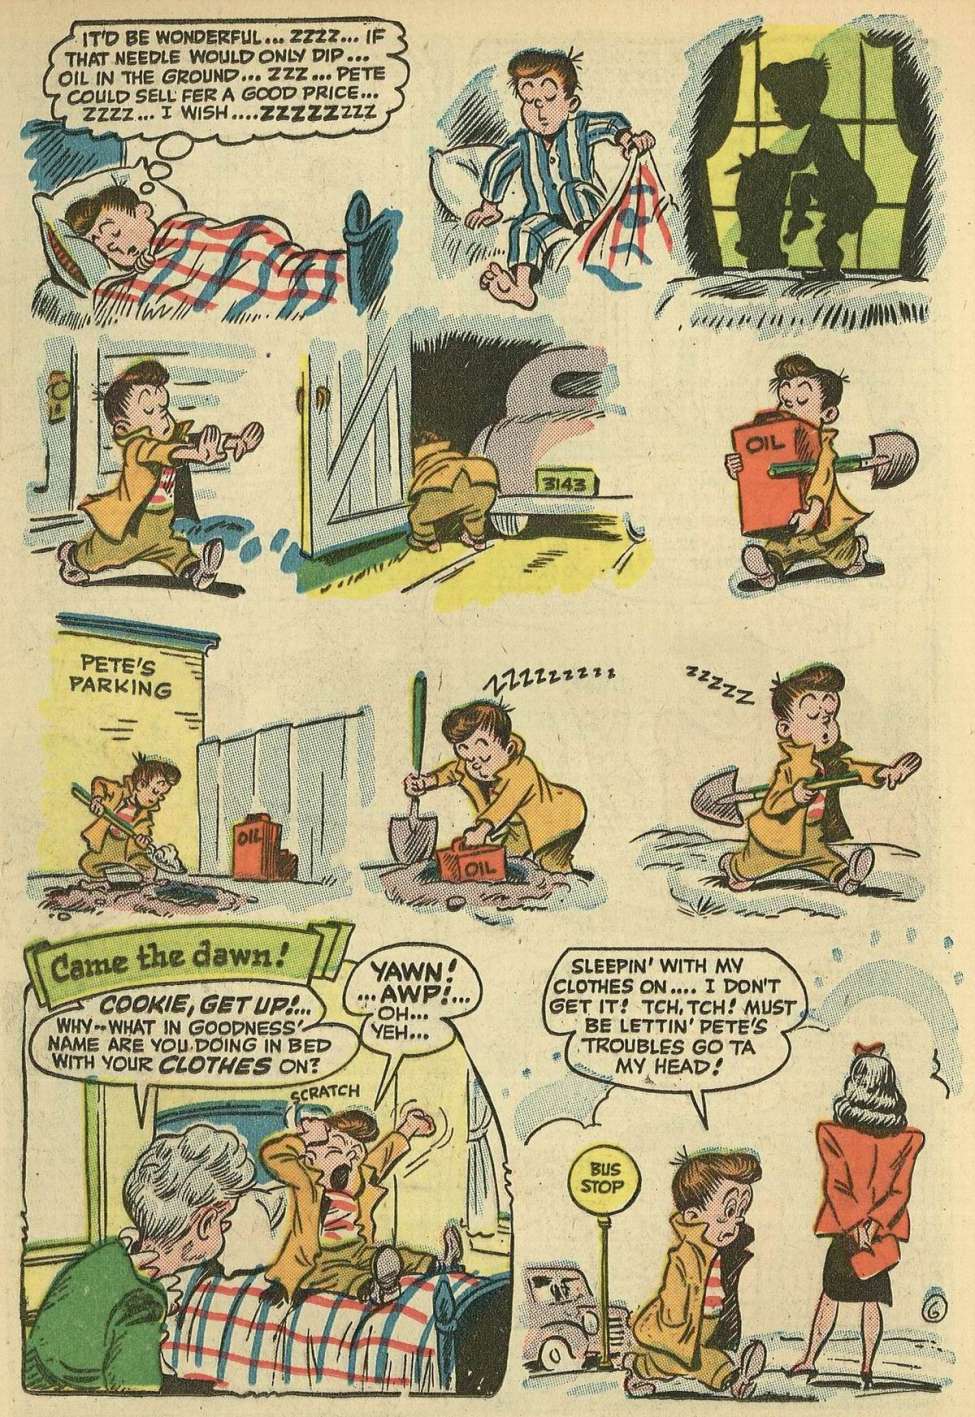 IT'D BE WONDERFUL... ZZZZ... IF
THAT NEEDLE WOULD ONLY DIP...
OIL IN THE GROUND... ZZZ... PETE
COULD SELL FER A GOOD PRICE...
ZZZZ... I WISH....ZZZZZZZZ
3143
OIL
PETE'S
PARKING
OIL
ZZZZZZZZZZ
OIL
ZZZZZ
Came the dawn!
COOKIE, GET UP!...
WHY--WHAT IN GOODNESS'
NAME ARE YOU DOING IN BED
WITH YOUR CLOTHES ON?
YAWN!
...AWP!...
OH...
YEH...
SCRATCH
SLEEPIN' WITH MY
CLOTHES ON.... I DON'T
GET IT! TCH, TCH! MUST
BE LETTIN' PETE'S
TROUBLES GO TA
MY HEAD!
BUS
STOP
6